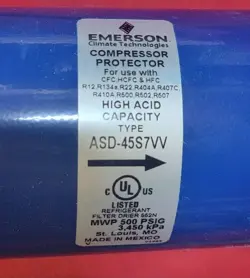 EMERSON
Climate Technologies
COMPRESSOR
PROTECTOR
For use with
CFC,HCFC & HFC
R12,R134a,R22,R404A,R407C,
R410A,R500,R502,R507
HIGH ACID
CAPACITY
TYPE
ASD-45S7VV
C UL US
LISTED
REFRIGERANT
FILTER DRIER 552N
MWP 500 PSIG
3,450 kPa
St. Louis, MO
MADE IN MEXICO